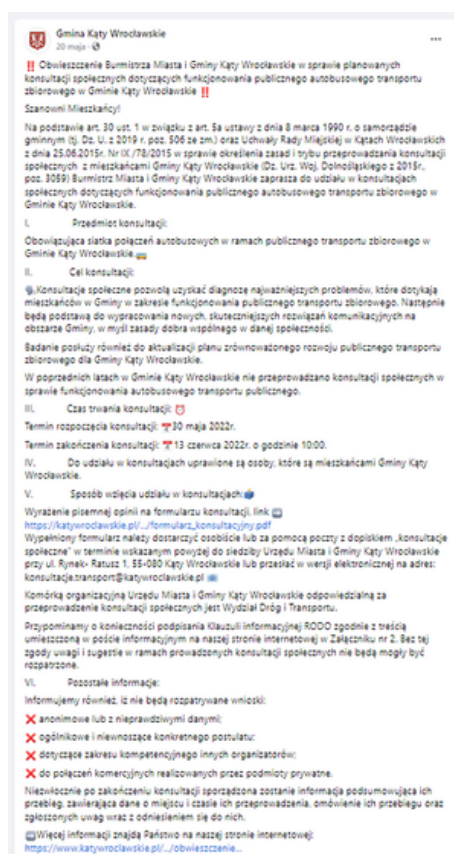 Gmina Kąty Wrocławskie
20 maja ·
‼ Obwieszczenie Burmistrza Miasta i Gminy Kąty Wrocławskie w sprawie planowanych
konsultacji społecznych dotyczących funkcjonowania publicznego autobusowego transportu
zbiorowego w Gminie Kąty Wrocławskie ‼
Szanowni Mieszkańcy!
Na podstawie art. 30 ust. 1 w związku z art. 5a ustawy z dnia 8 marca 1990 r. o samorządzie
gminnym (tj. Dz. U. z 2019 r. poz. 506 ze zm.) oraz Uchwały Rady Miejskiej w Kątach Wrocławskich
z dnia 25.06.2015r. Nr IX /78/2015 w sprawie określenia zasad i trybu przeprowadzania konsultacji
społecznych z mieszkańcami Gminy Kąty Wrocławskie (Dz. Urz. Woj. Dolnośląskiego z 2015r.,
poz. 3059) Burmistrz Miasta i Gminy Kąty Wrocławskie zaprasza do udziału w konsultacjach
społecznych dotyczących funkcjonowania publicznego autobusowego transportu zbiorowego w
Gminie Kąty Wrocławskie.
I. Przedmiot konsultacji:
Obowiązująca siatka połączeń autobusowych w ramach publicznego transportu zbiorowego w
Gminie Kąty Wrocławskie.
II. Cel konsultacji:
Konsultacje społeczne pozwolą uzyskać diagnozę najważniejszych problemów, które dotykają
mieszkańców w Gminy w zakresie funkcjonowania publicznego transportu zbiorowego. Następnie
będą podstawą do wypracowania nowych, skuteczniejszych rozwiązań komunikacyjnych na
obszarze Gminy, w myśl zasady dobra wspólnego w danej społeczności.
Badanie posłuży również do aktualizacji planu zrównoważonego rozwoju publicznego transportu
zbiorowego dla Gminy Kąty Wrocławskie.
W poprzednich latach w Gminie Kąty Wrocławskie nie przeprowadzano konsultacji społecznych w
sprawie funkcjonowania autobusowego transportu publicznego.
III. Czas trwania konsultacji:
Termin rozpoczęcia konsultacji: 30 maja 2022r.
Termin zakończenia konsultacji: 13 czerwca 2022r. o godzinie 10:00.
IV. Do udziału w konsultacjach uprawione są osoby, które są mieszkańcami Gminy Kąty
Wrocławskie.
V. Sposób wzięcia udziału w konsultacjach:
Wyrażenie pisemnej opinii na formularzu konsultacji, link
https://katywroclawskie.pl/.../formularz_konsultacyjny.pdf
Wypełniony formularz należy dostarczyć osobiście lub za pomocą poczty z dopiskiem „konsultacje
społeczne" w terminie wskazanym powyżej do siedziby Urzędu Miasta i Gminy Kąty Wrocławskie
przy ul. Rynek- Ratusz 1, 55-080 Kąty Wrocławskie lub przesłać w wersji elektronicznej na adres:
konsultacje.transport@katywroclawskie.pl
Komórką organizacyjną Urzędu Miasta i Gminy Kąty Wrocławskie odpowiedzialną za
przeprowadzenie konsultacji społecznych jest Wydział Dróg i Transportu.
Przypominamy o konieczności podpisania Klauzuli informacyjnej RODO zgodnie z treścią
umieszczoną w poście informacyjnym na naszej stronie internetowej w Załączniku nr 2. Bez tej
zgody uwagi i sugestie w ramach prowadzonych konsultacji społecznych nie będą mogły być
rozpatrzone.
VI. Pozostałe informacje:
Informujemy również, iż nie będą rozpatrywane wnioski:
❌ anonimowe lub z nieprawdziwymi danymi;
❌ ogólnikowe i niewnoszące konkretnego postulatu;
❌ dotyczące zakresu kompetencyjnego innych organizatorów;
❌ do połączeń komercyjnych realizowanych przez podmioty prywatne.
Niezwłocznie po zakończeniu konsultacji sporządzona zostanie informacja podsumowująca ich
przebieg, zawierająca dane o miejscu i czasie ich przeprowadzenia, omówienie ich przebiegu oraz
zgłoszonych uwag wraz z odniesieniem się do nich.
Więcej informacji znajdą Państwo na naszej stronie internetowej:
https://www.katywroclawskie.pl/.../obwieszczenie...